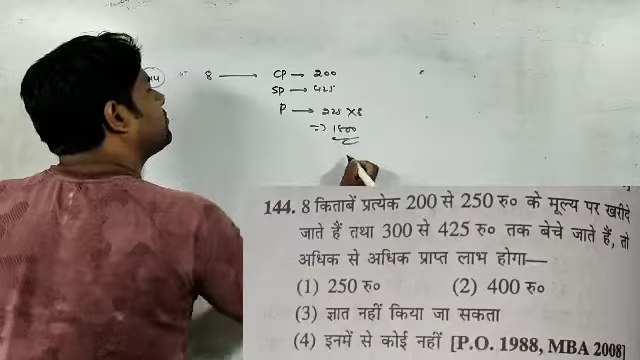 144 8 ⟶ CP → 200
SP → 425
P → 225 × 8
⇒ 1800
144. 8 किताबें प्रत्येक 200 से 250 रु० के मूल्य पर खरीदे
जाते हैं तथा 300 से 425 रु० तक बेचे जाते हैं, तो
अधिक से अधिक प्राप्त लाभ होगा—
(1) 250 रु० (2) 400 रु०
(3) ज्ञात नहीं किया जा सकता
(4) इनमें से कोई नहीं [P.O. 1988, MBA 2008]